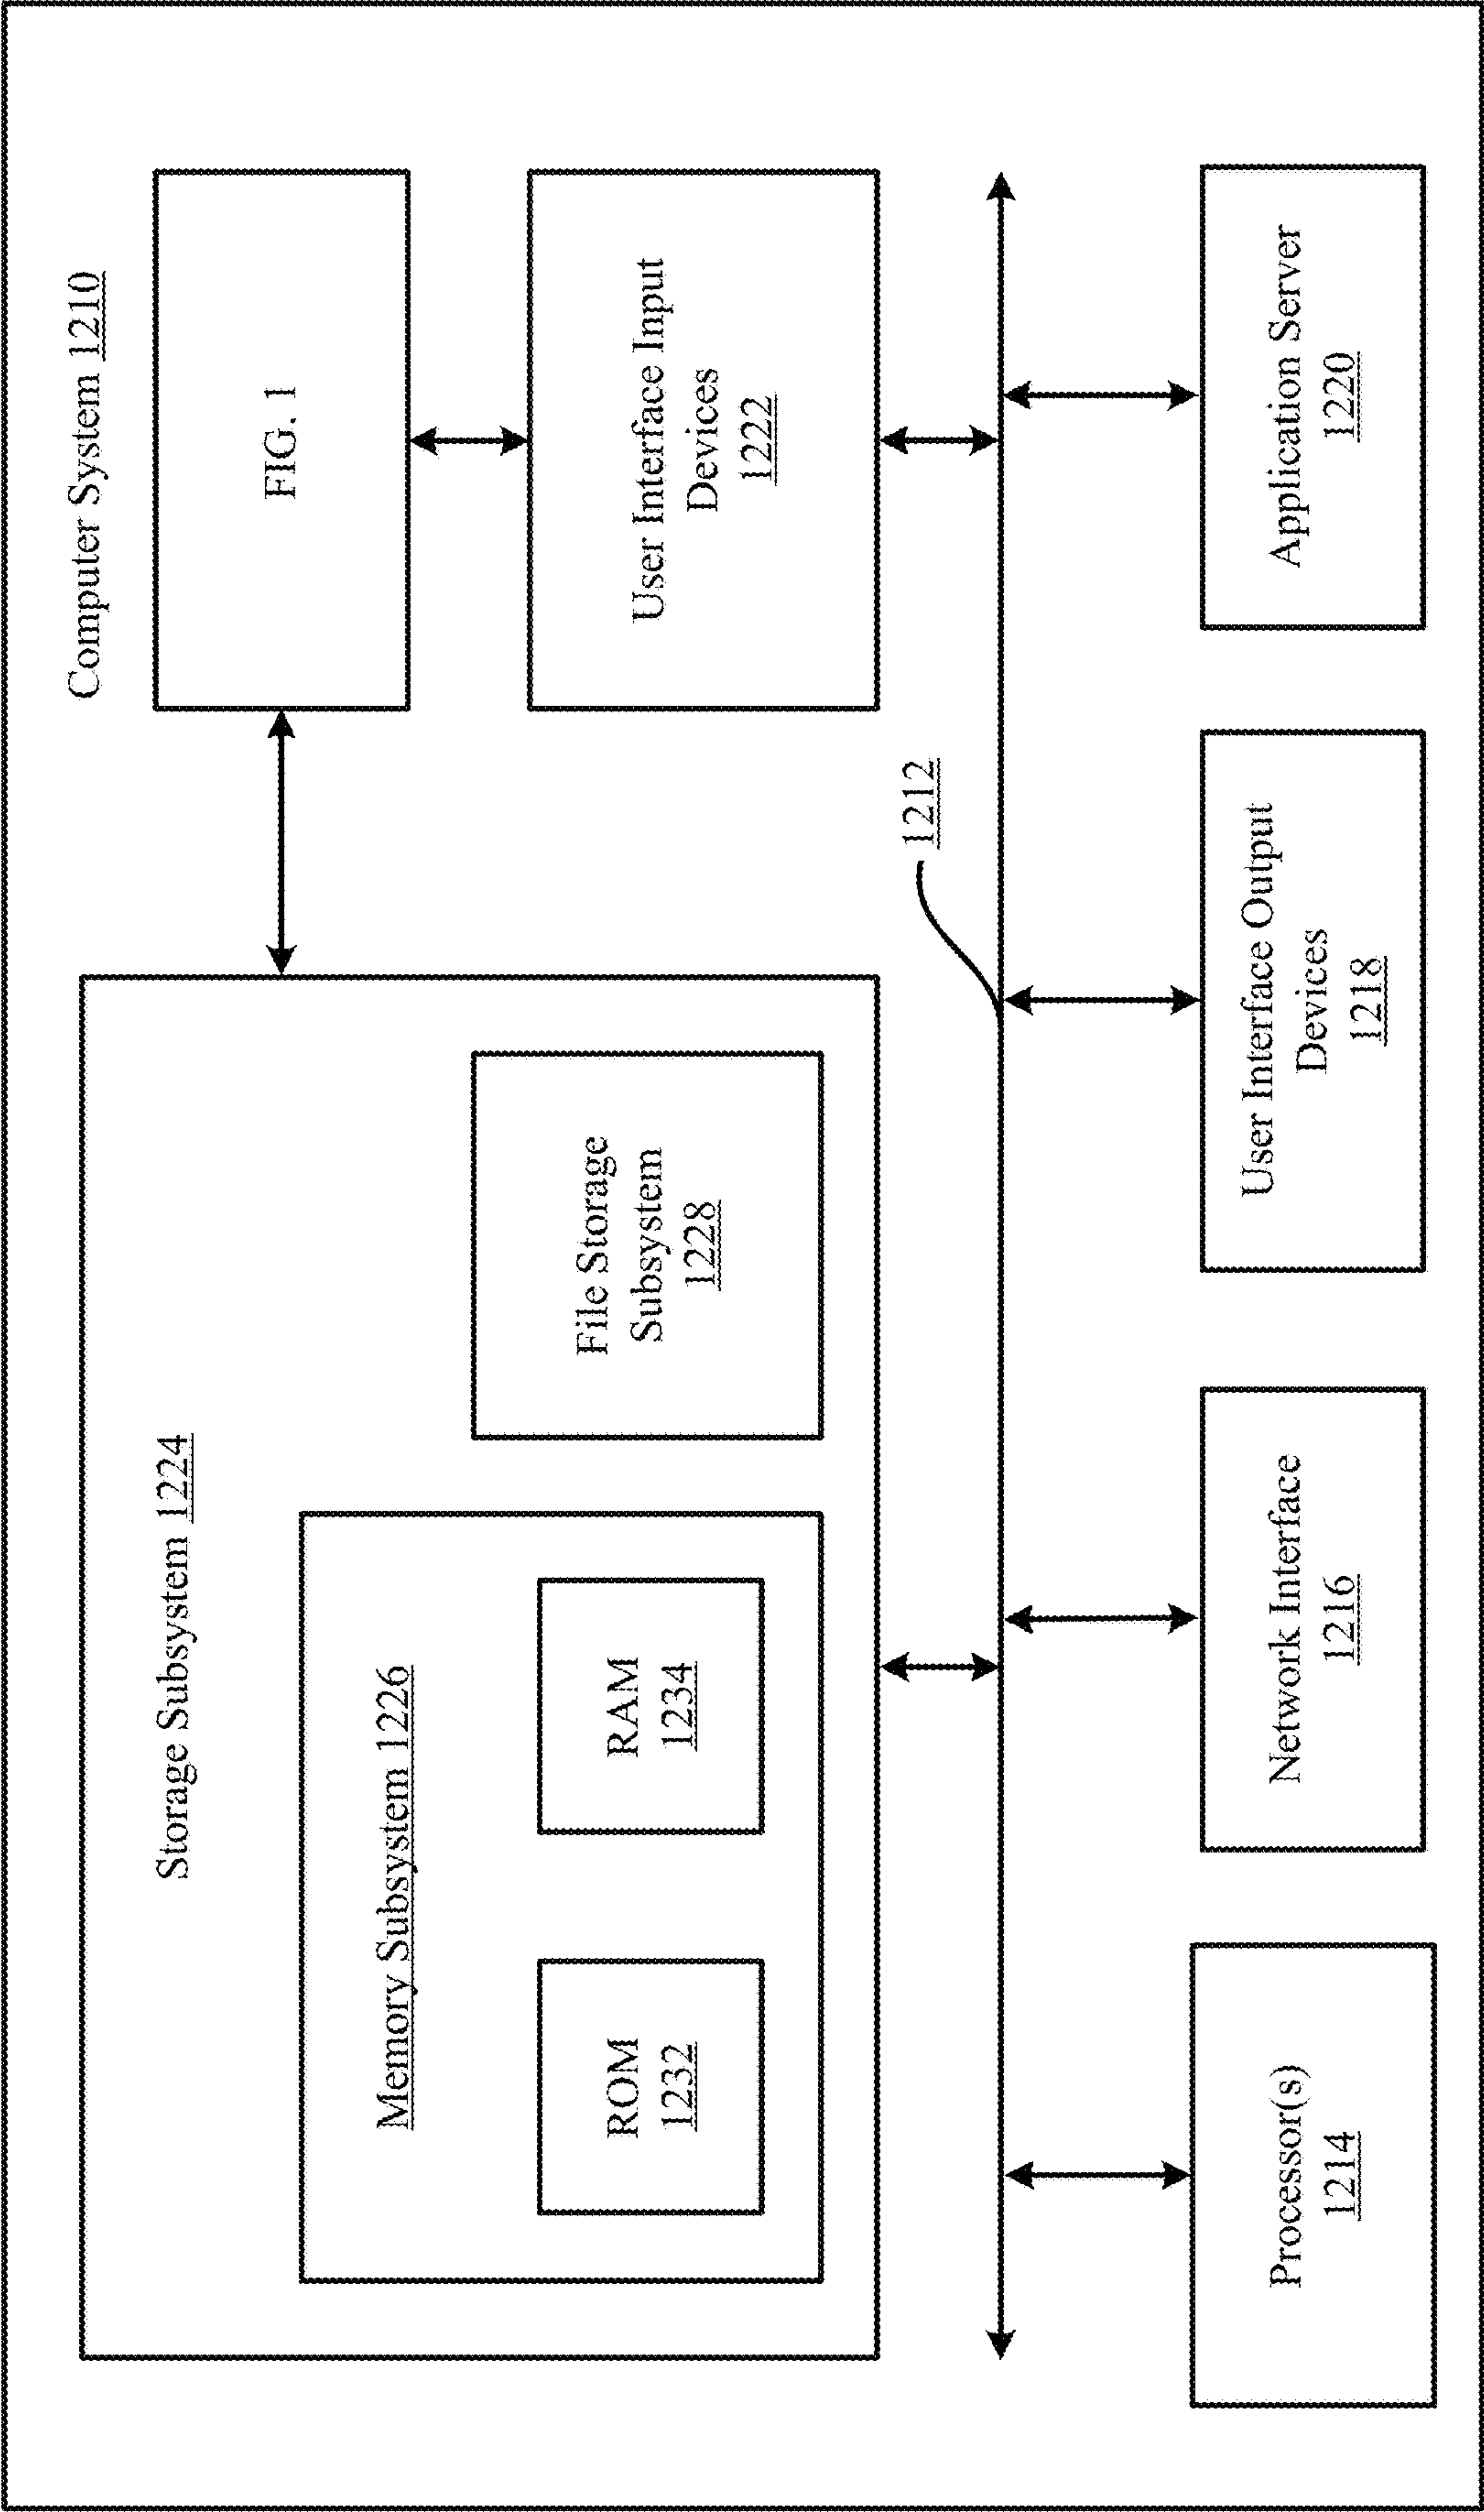 Computer System 1210
Storage Subsystem 1224
Memory Subsystem 1226
ROM
1232
RAM
1234
File Storage
Subsystem
1228
FIG. 1
User Interface Input
Devices
1222
1212
Processor(s)
1214
Network Interface
1216
User Interface Output
Devices
1218
Application Server
1220